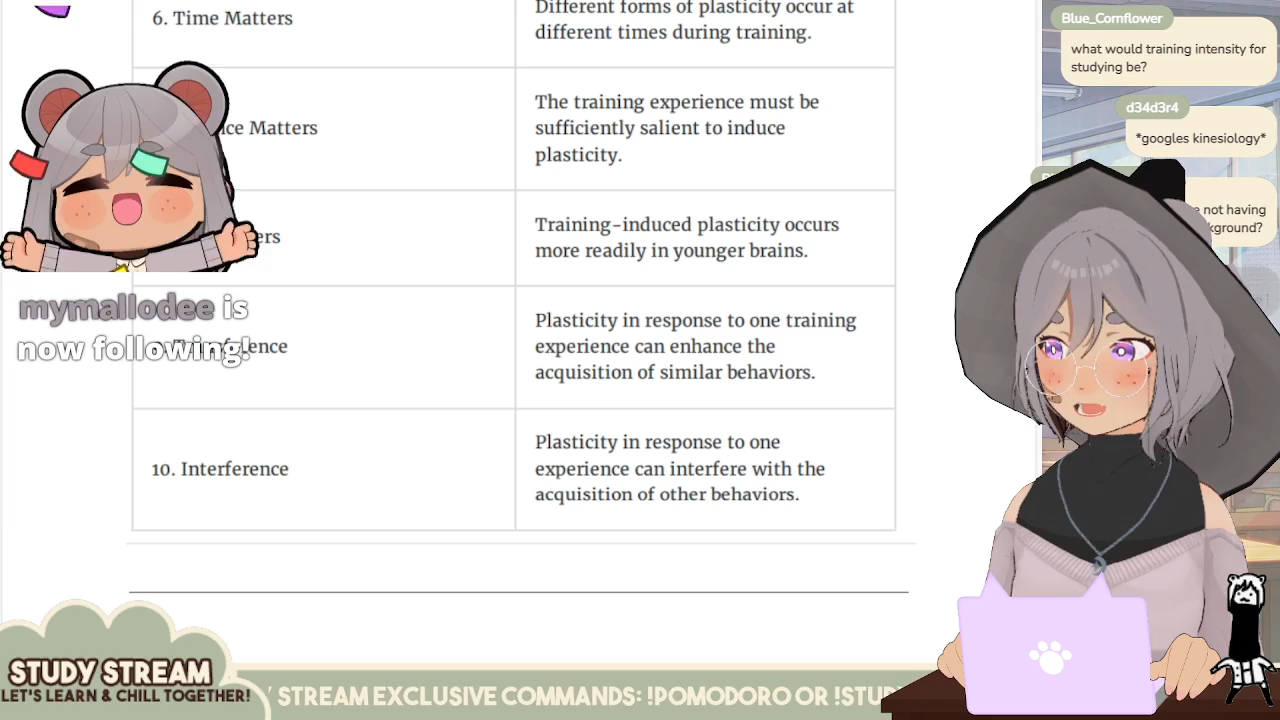 6. Time Matters
Different forms of plasticity occur at
different times during training.
ce Matters
The training experience must be
sufficiently salient to induce
plasticity.
ers
Training-induced plasticity occurs
more readily in younger brains.
ence
Plasticity in response to one training
experience can enhance the
acquisition of similar behaviors.
10. Interference
Plasticity in response to one
experience can interfere with the
acquisition of other behaviors.
mymallodee is
now following!
Blue_Cornflower
what would training intensity for
studying be?
d34d3r4
*googles kinesiology*
e not having
kground?
STUDY STREAM
LET'S LEARN & CHILL TOGETHER!
STREAM EXCLUSIVE COMMANDS: !POMODORO OR !STU